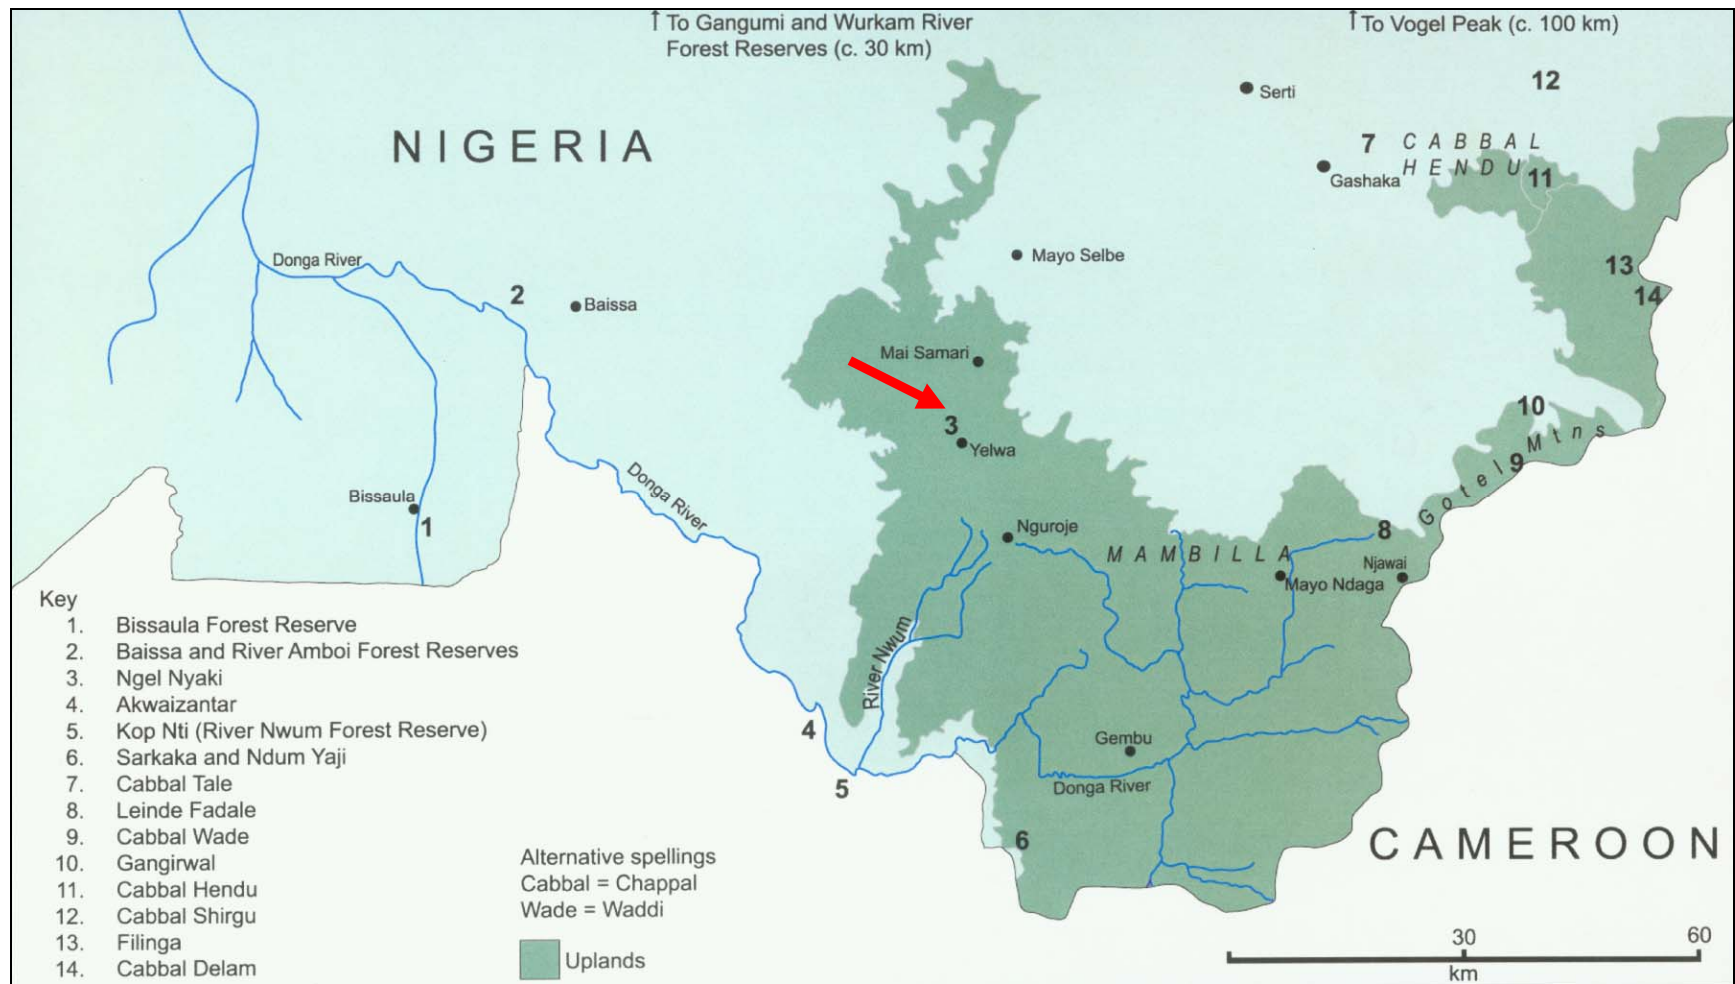 ↑ To Gangumi and Wurkam River
Forest Reserves (c. 30 km)
↑ To Vogel Peak (c. 100 km)
NIGERIA
Serti
12
7
CABBAL
HENDU
Gashaka
11
Donga River
2
Baissa
Mayo Selbe
13
14
Mai Samari
3
Yelwa
10
Gotel Mtns
9
Donga River
Bissaula
1
Nguroje
MAMBILLA
8
Njawai
Mayo Ndaga
River Nwum
4
5
Gembu
Donga River
6
CAMEROON
Key
1. Bissaula Forest Reserve
2. Baissa and River Amboi Forest Reserves
3. Ngel Nyaki
4. Akwaizantar
5. Kop Nti (River Nwum Forest Reserve)
6. Sarkaka and Ndum Yaji
7. Cabbal Tale
8. Leinde Fadale
9. Cabbal Wade
10. Gangirwal
11. Cabbal Hendu
12. Cabbal Shirgu
13. Filinga
14. Cabbal Delam
Alternative spellings
Cabbal = Chappal
Wade = Waddi
Uplands
30
60
km